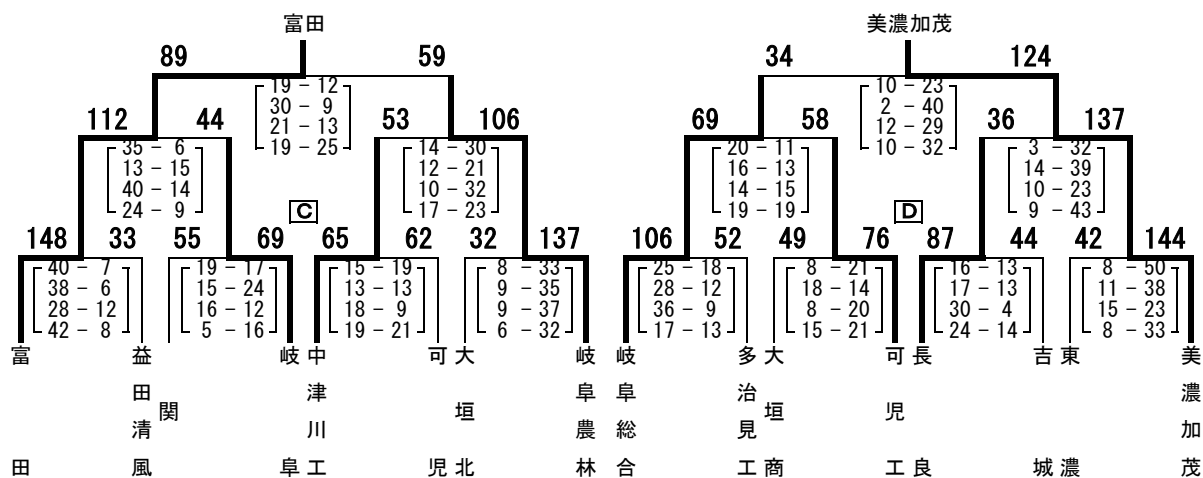 富田 美濃加茂
89 59 34 124
19 – 12 10 – 23
30 – 9 2 – 40
21 – 13 12 – 29
19 – 25 10 – 32
112 44 53 106 69 58 36 137
35 – 6 14 – 30 20 – 11 3 – 32
13 – 15 12 – 21 16 – 13 14 – 39
40 – 14 10 – 32 14 – 15 10 – 23
24 – 9 17 – 23 19 – 19 9 – 43
C D
148 33 55 69 65 62 32 137 106 52 49 76 87 44 42 144
40 – 7 19 – 17 15 – 19 8 – 33 25 – 18 8 – 21 16 – 13 8 – 50
38 – 6 15 – 24 13 – 13 9 – 35 28 – 12 18 – 14 17 – 13 11 – 38
28 – 12 16 – 12 18 – 9 9 – 37 36 – 9 8 – 20 30 – 4 15 – 23
42 – 8 5 – 16 19 – 21 6 – 32 17 – 13 15 – 21 24 – 14 8 – 33
富田
益田清風
関
岐阜
中津川工
可児
大垣北
岐阜農林
岐阜総合
多治見工
大垣商
可児工
長良
吉城
東濃
美濃加茂